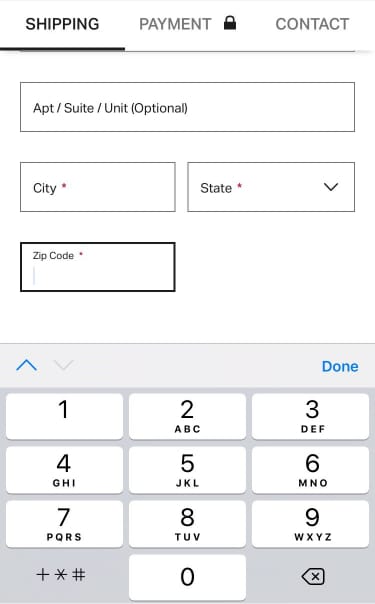 SHIPPING PAYMENT CONTACT
Apt / Suite / Unit (Optional)
City * State *
Zip Code *
Done
1 2 3
ABC DEF
4 5 6
GHI JKL MNO
7 8 9
PQRS TUV WXYZ
+*# 0